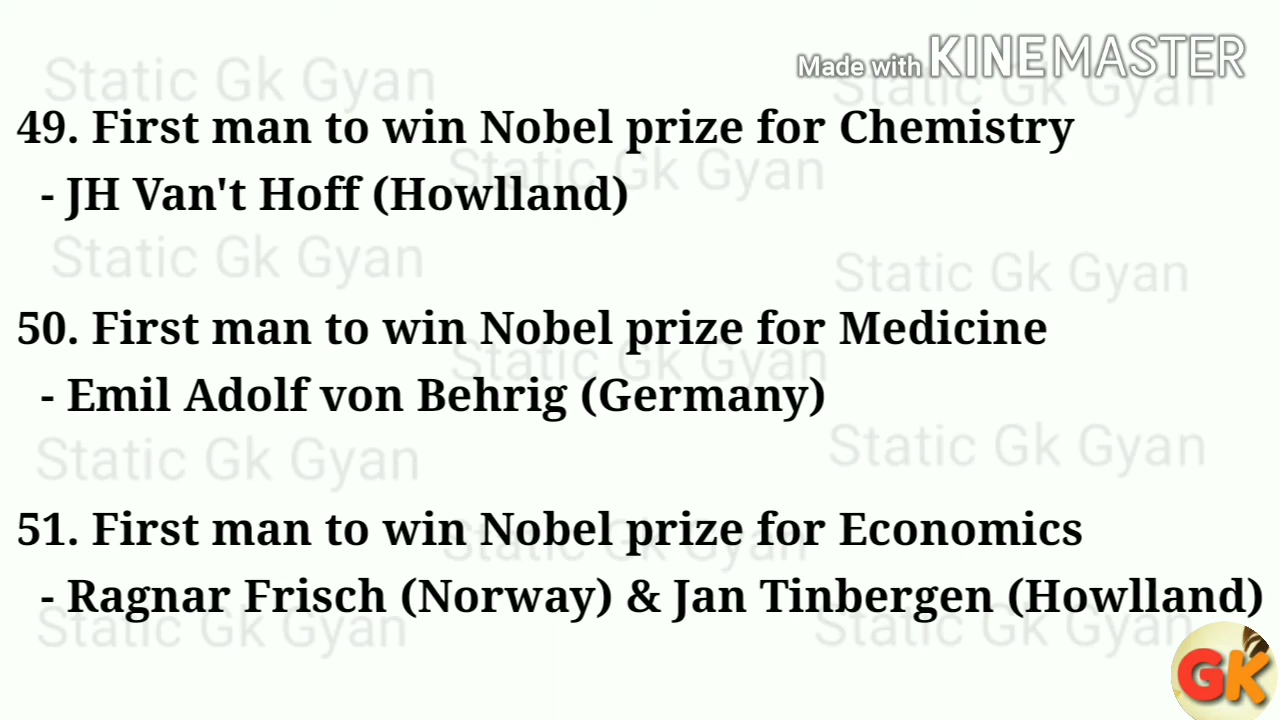 Static Gk Gyan
Made with KINEMASTER
Static Gk Gyan
49. First man to win Nobel prize for Chemistry
Static Gk Gyan
- JH Van't Hoff (Howlland)
Static Gk Gyan
Static Gk Gyan
50. First man to win Nobel prize for Medicine
Static Gk Gyan
- Emil Adolf von Behrig (Germany)
Static Gk Gyan
Static Gk Gyan
51. First man to win Nobel prize for Economics
Static Gk Gyan
- Ragnar Frisch (Norway) & Jan Tinbergen (Howlland)
Static Gk Gyan
Static Gk Gyan
GK